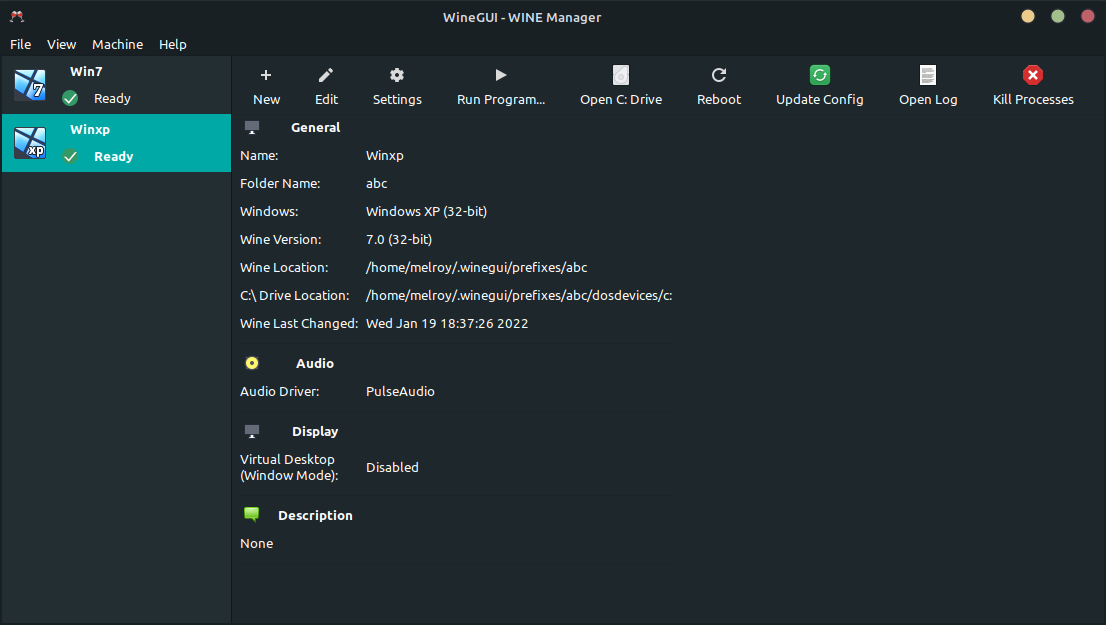 WineGUI - WINE Manager
File View Machine Help
Win7
Ready
Winxp
Ready
New Edit Settings Run Program... Open C: Drive Reboot Update Config Open Log Kill Processes
General
Name: Winxp
Folder Name: abc
Windows: Windows XP (32-bit)
Wine Version: 7.0 (32-bit)
Wine Location: /home/melroy/.winegui/prefixes/abc
C:\ Drive Location: /home/melroy/.winegui/prefixes/abc/dosdevices/c:
Wine Last Changed: Wed Jan 19 18:37:26 2022
Audio
Audio Driver: PulseAudio
Display
Virtual Desktop
(Window Mode): Disabled
Description
None
7
xp